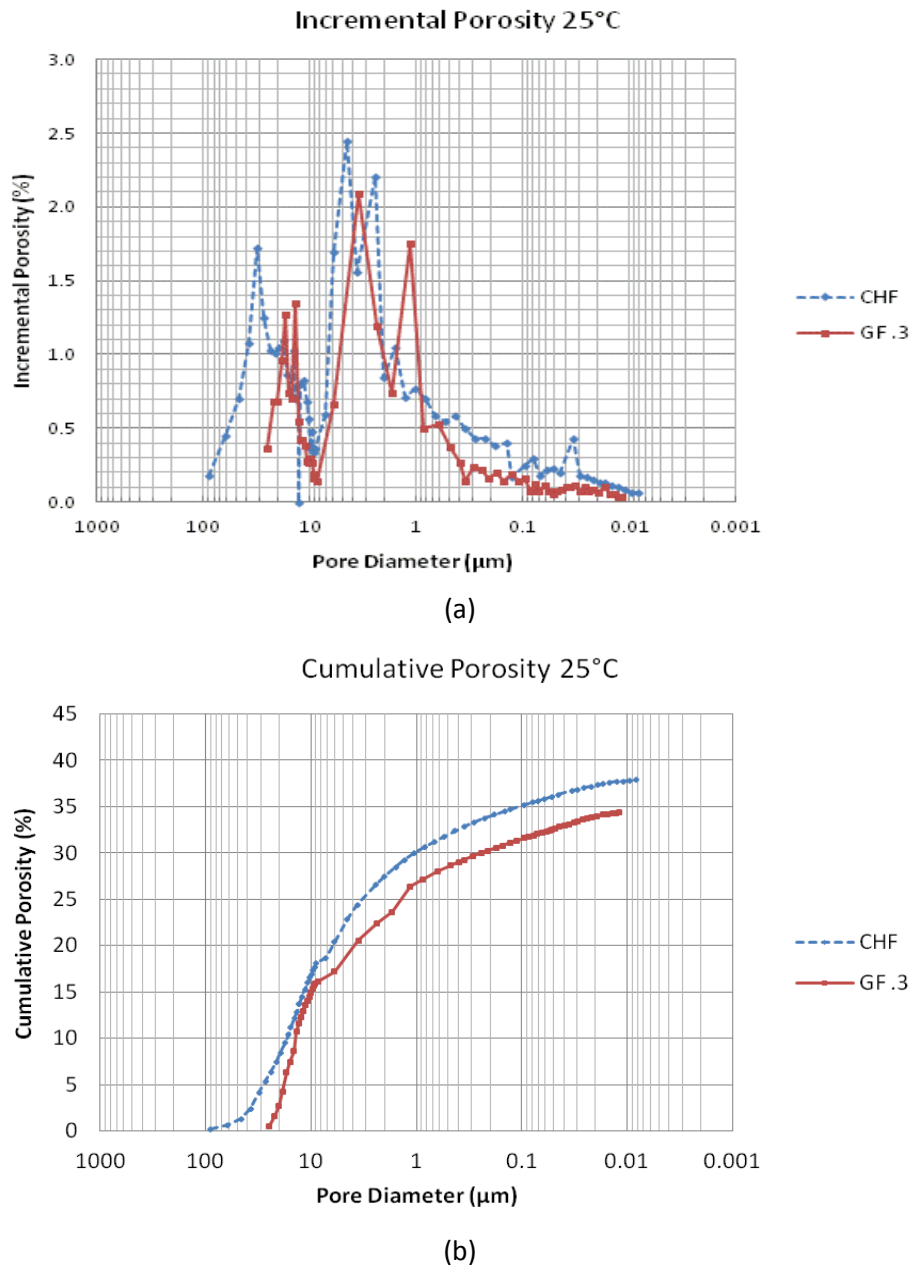 Incremental Porosity 25°C
3.0
2.5
2.0
1.5
1.0
0.5
0.0
Incremental Porosity (%)
1000 100 10 1 0.1 0.01 0.001
Pore Diameter (µm)
CHF
GF .3
(a)
Cumulative Porosity 25°C
45
40
35
30
25
20
15
10
5
0
Cumulative Porosity (%)
1000 100 10 1 0.1 0.01 0.001
Pore Diameter (µm)
CHF
GF .3
(b)